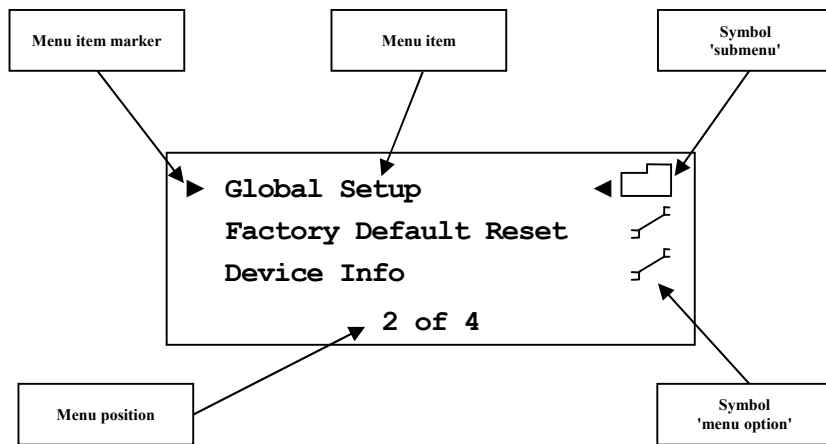 Menu item marker
Menu item
Symbol
'submenu'
Global Setup
Factory Default Reset
Device Info
2 of 4
Menu position
Symbol
'menu option'